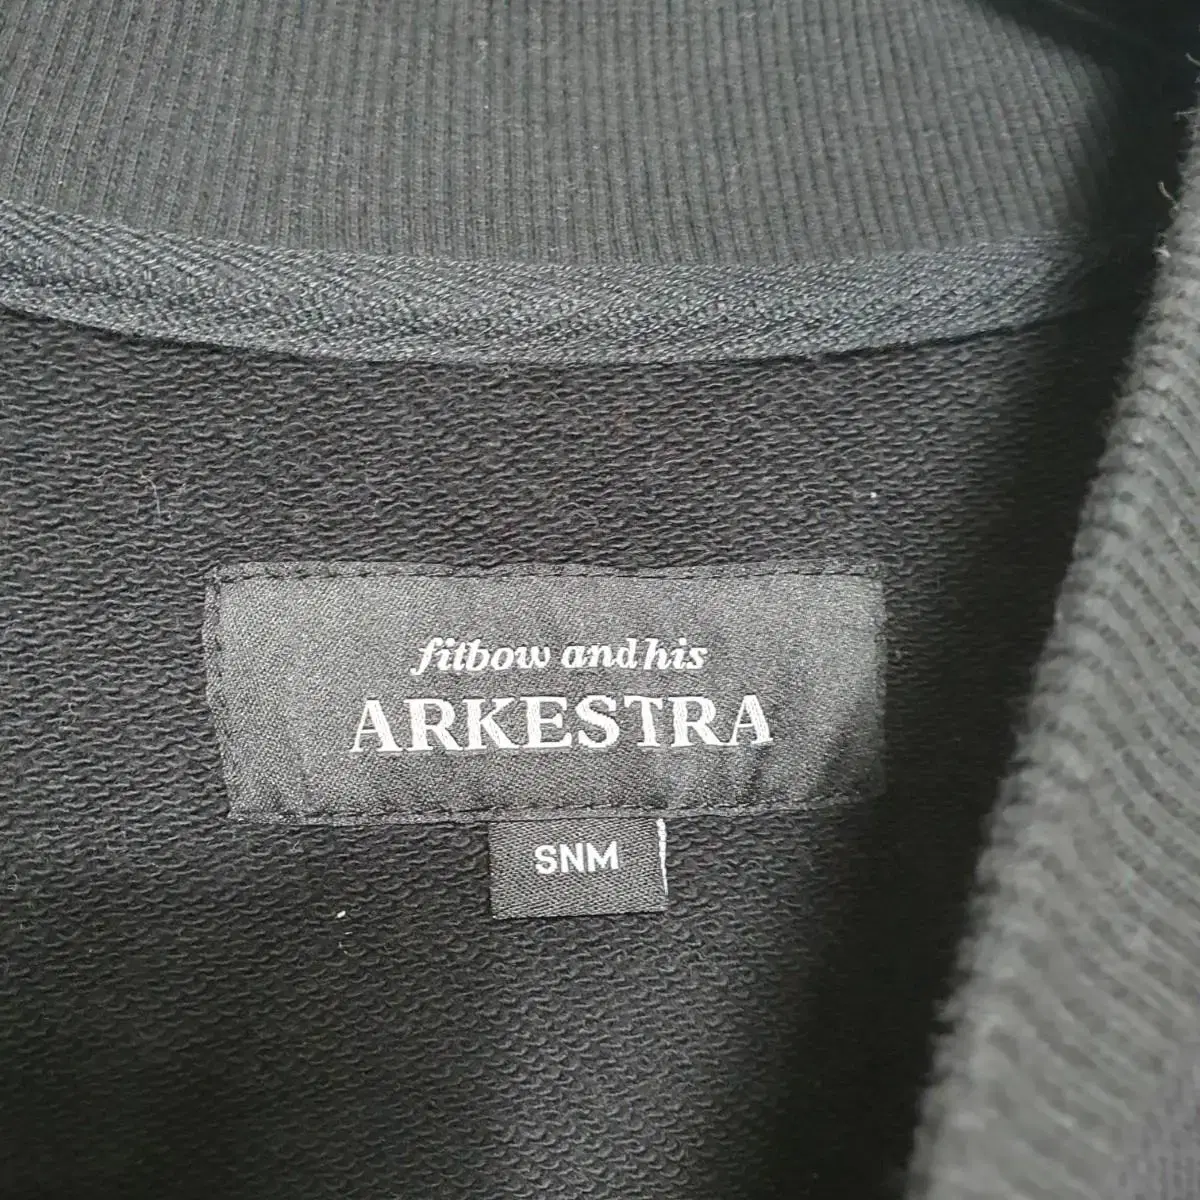 fitbow and his
ARKESTRA
SNM